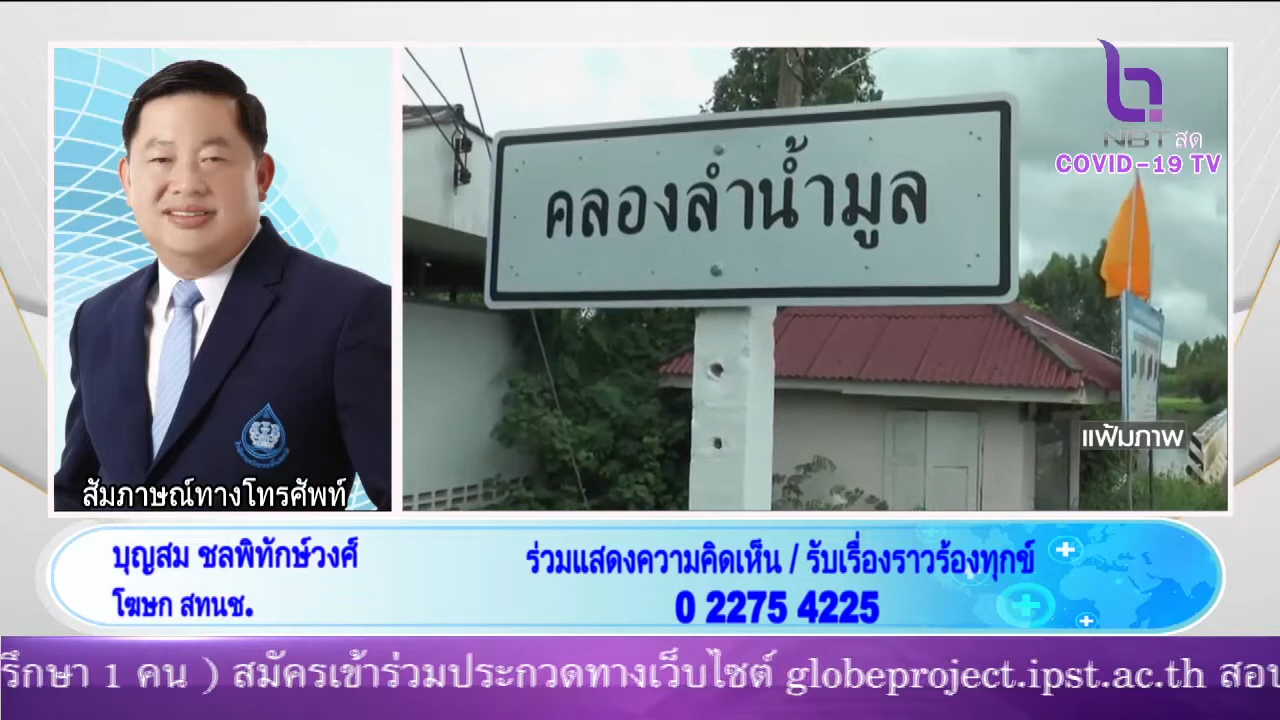 NBT สด
COVID-19 TV
คลองลำน้ำมูล
แฟ้มภาพ
สัมภาษณ์ทางโทรศัพท์
บุญสม ชลพิทักษ์วงศ์
โฆษก สทนช.
ร่วมแสดงความคิดเห็น / รับเรื่องราวร้องทุกข์
0 2275 4225
รึกษา 1 คน ) สมัครเข้าร่วมประกวดทางเว็บไซต์ globeproject.ipst.ac.th สอบ